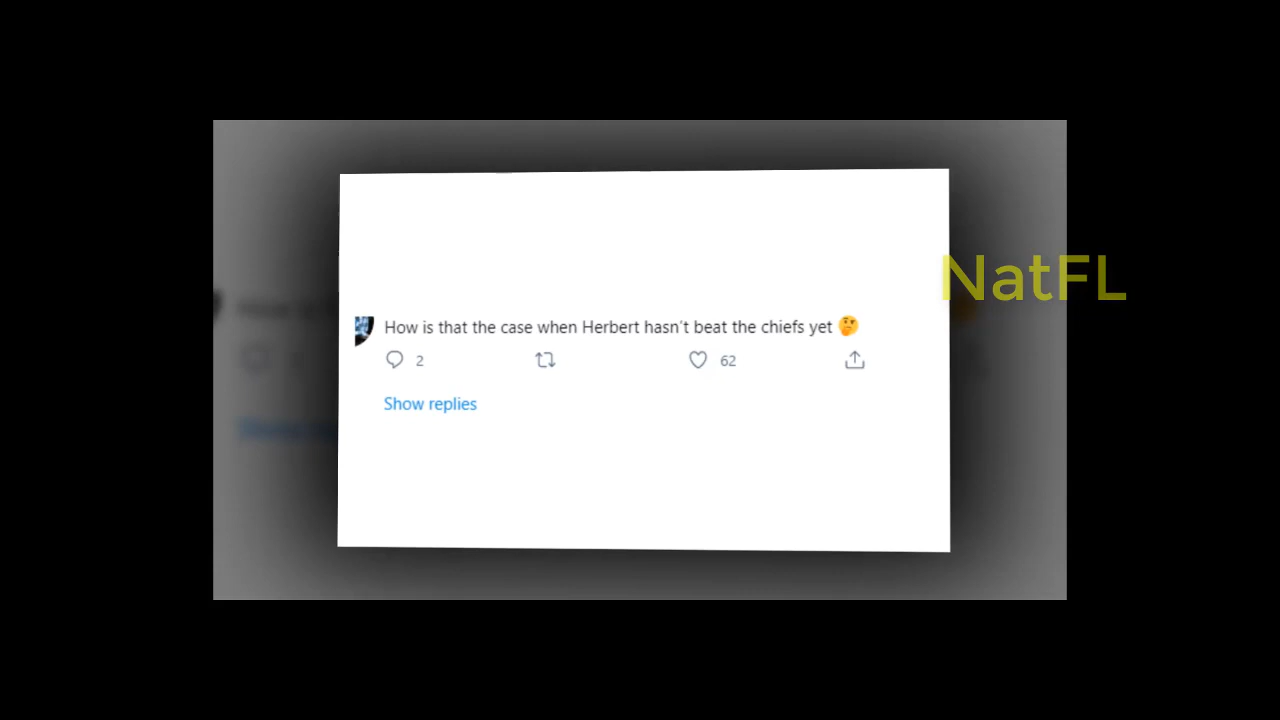 NatFL
How is that the case when Herbert hasn't beat the chiefs yet 🤔
2 62
Show replies